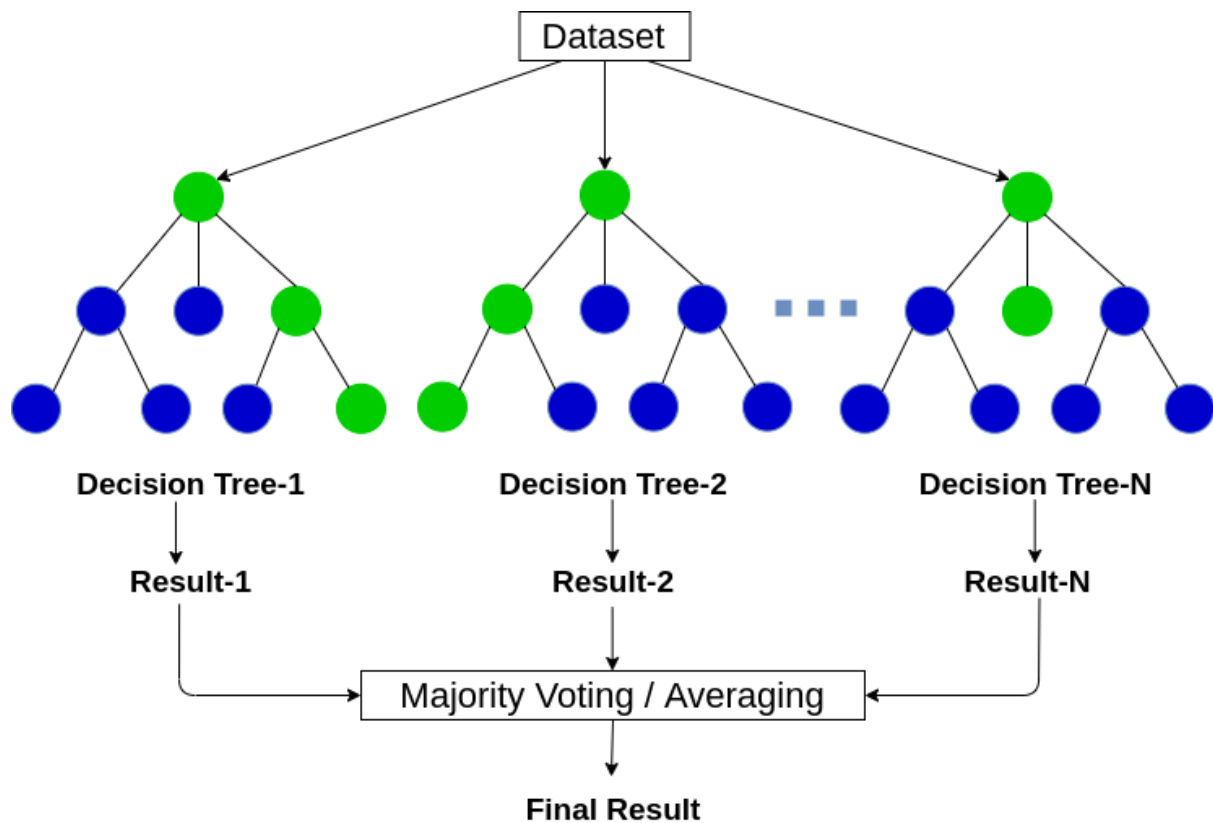 Dataset
Decision Tree-1
Decision Tree-2
Decision Tree-N
Result-1
Result-2
Result-N
Majority Voting / Averaging
Final Result